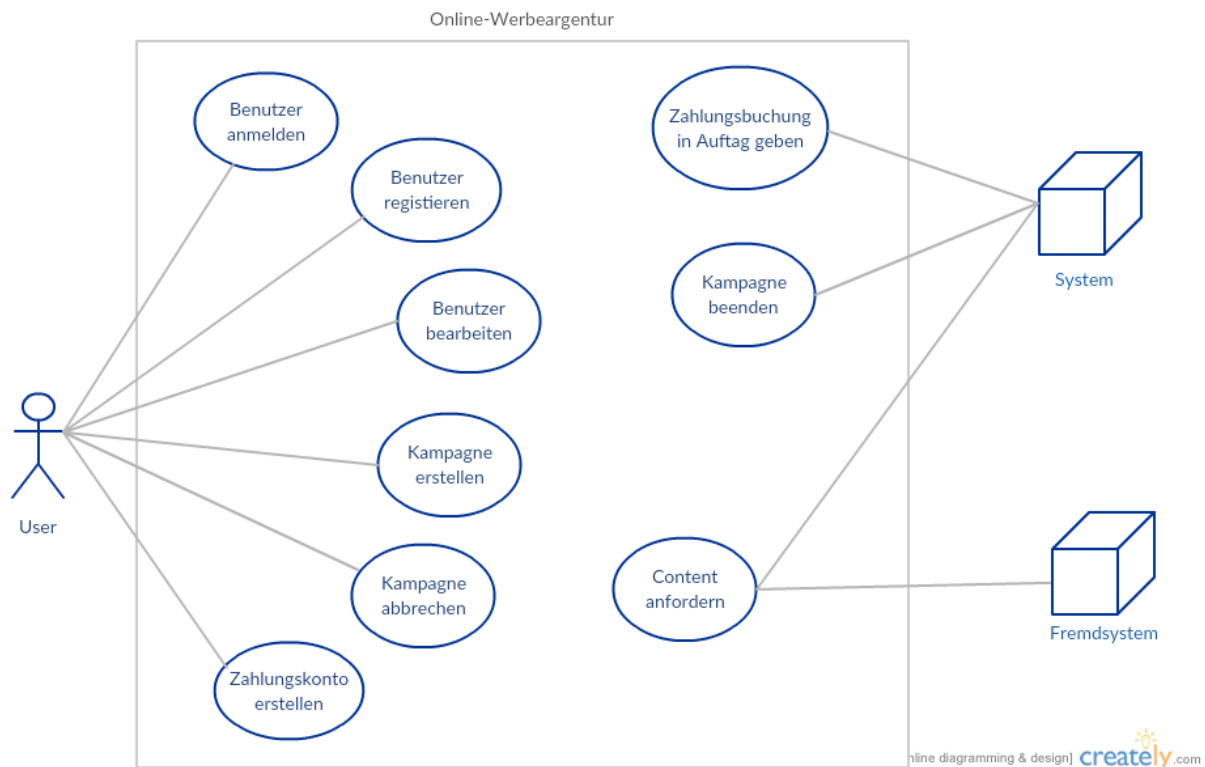 Online-Werbeargentur
Benutzer
anmelden
Benutzer
registieren
Benutzer
bearbeiten
Kampagne
erstellen
Kampagne
abbrechen
Zahlungskonto
erstellen
User
Zahlungsbuchung
in Auftag geben
Kampagne
beenden
Content
anfordern
System
Fremdsystem
nline diagramming & design] creately.com